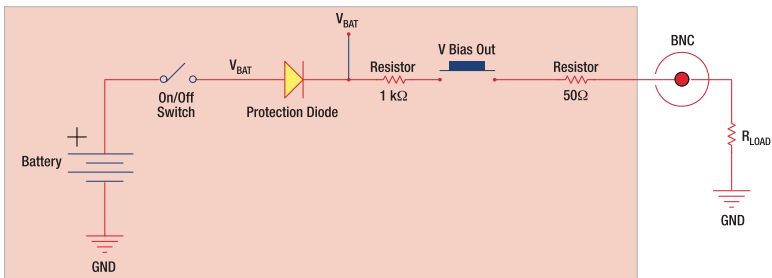 V_BAT
BNC
V Bias Out
V_BAT
Resistor
Resistor
On/Off
Switch
Protection Diode
1 kΩ
50Ω
+
R_LOAD
Battery
GND
GND